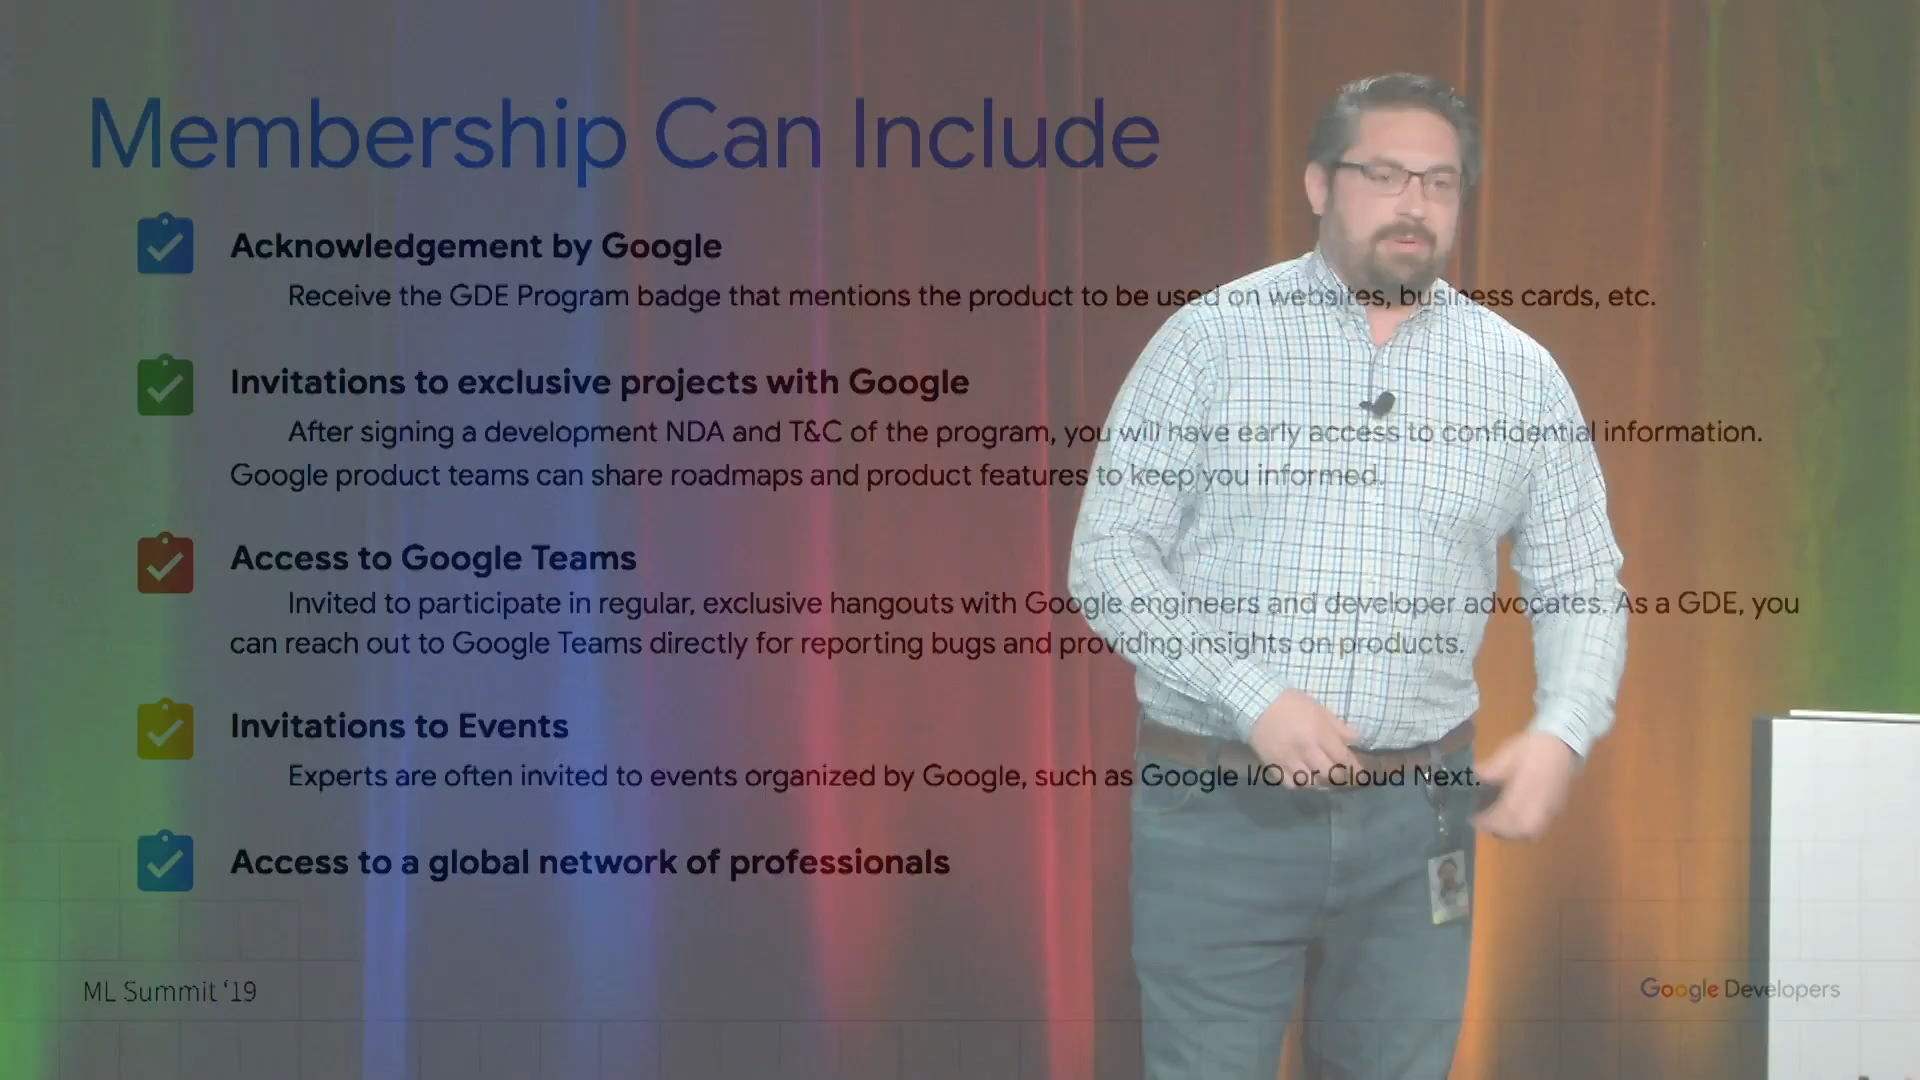 Membership Can Include
Acknowledgement by Google
Receive the GDE Program badge that mentions the product to be used on websites, business cards, etc.
Invitations to exclusive projects with Google
After signing a development NDA and T&C of the program, you will have early access to confidential information.
Google product teams can share roadmaps and product features to keep you informed.
Access to Google Teams
Invited to participate in regular, exclusive hangouts with Google engineers and developer advocates. As a GDE, you
can reach out to Google Teams directly for reporting bugs and providing insights on products.
Invitations to Events
Experts are often invited to events organized by Google, such as Google I/O or Cloud Next.
Access to a global network of professionals
ML Summit ‘19
Google Developers